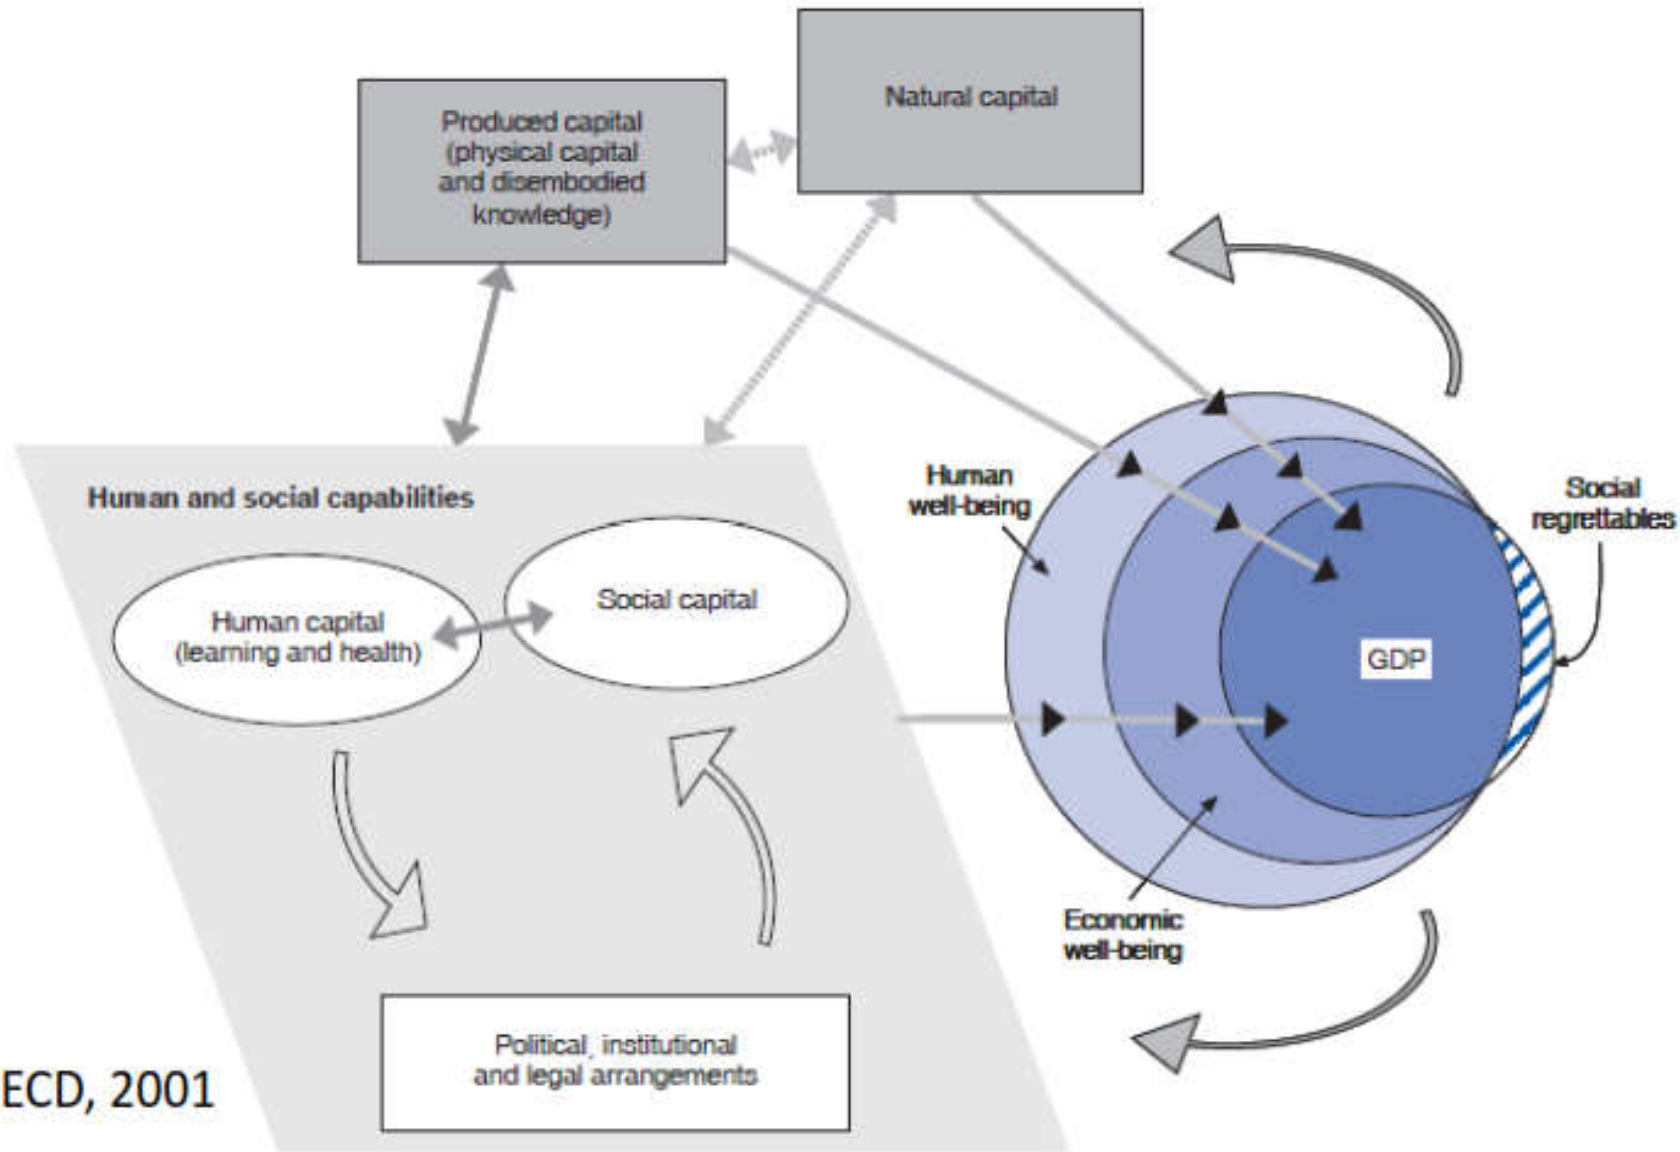 Natural capital
Produced capital
(physical capital
and disembodied
knowledge)
Human and social capabilities
Human capital
(learning and health)
Social capital
Political, institutional
and legal arrangements
Human
well-being
Economic
well-being
GDP
Social
regrettables
ECD, 2001